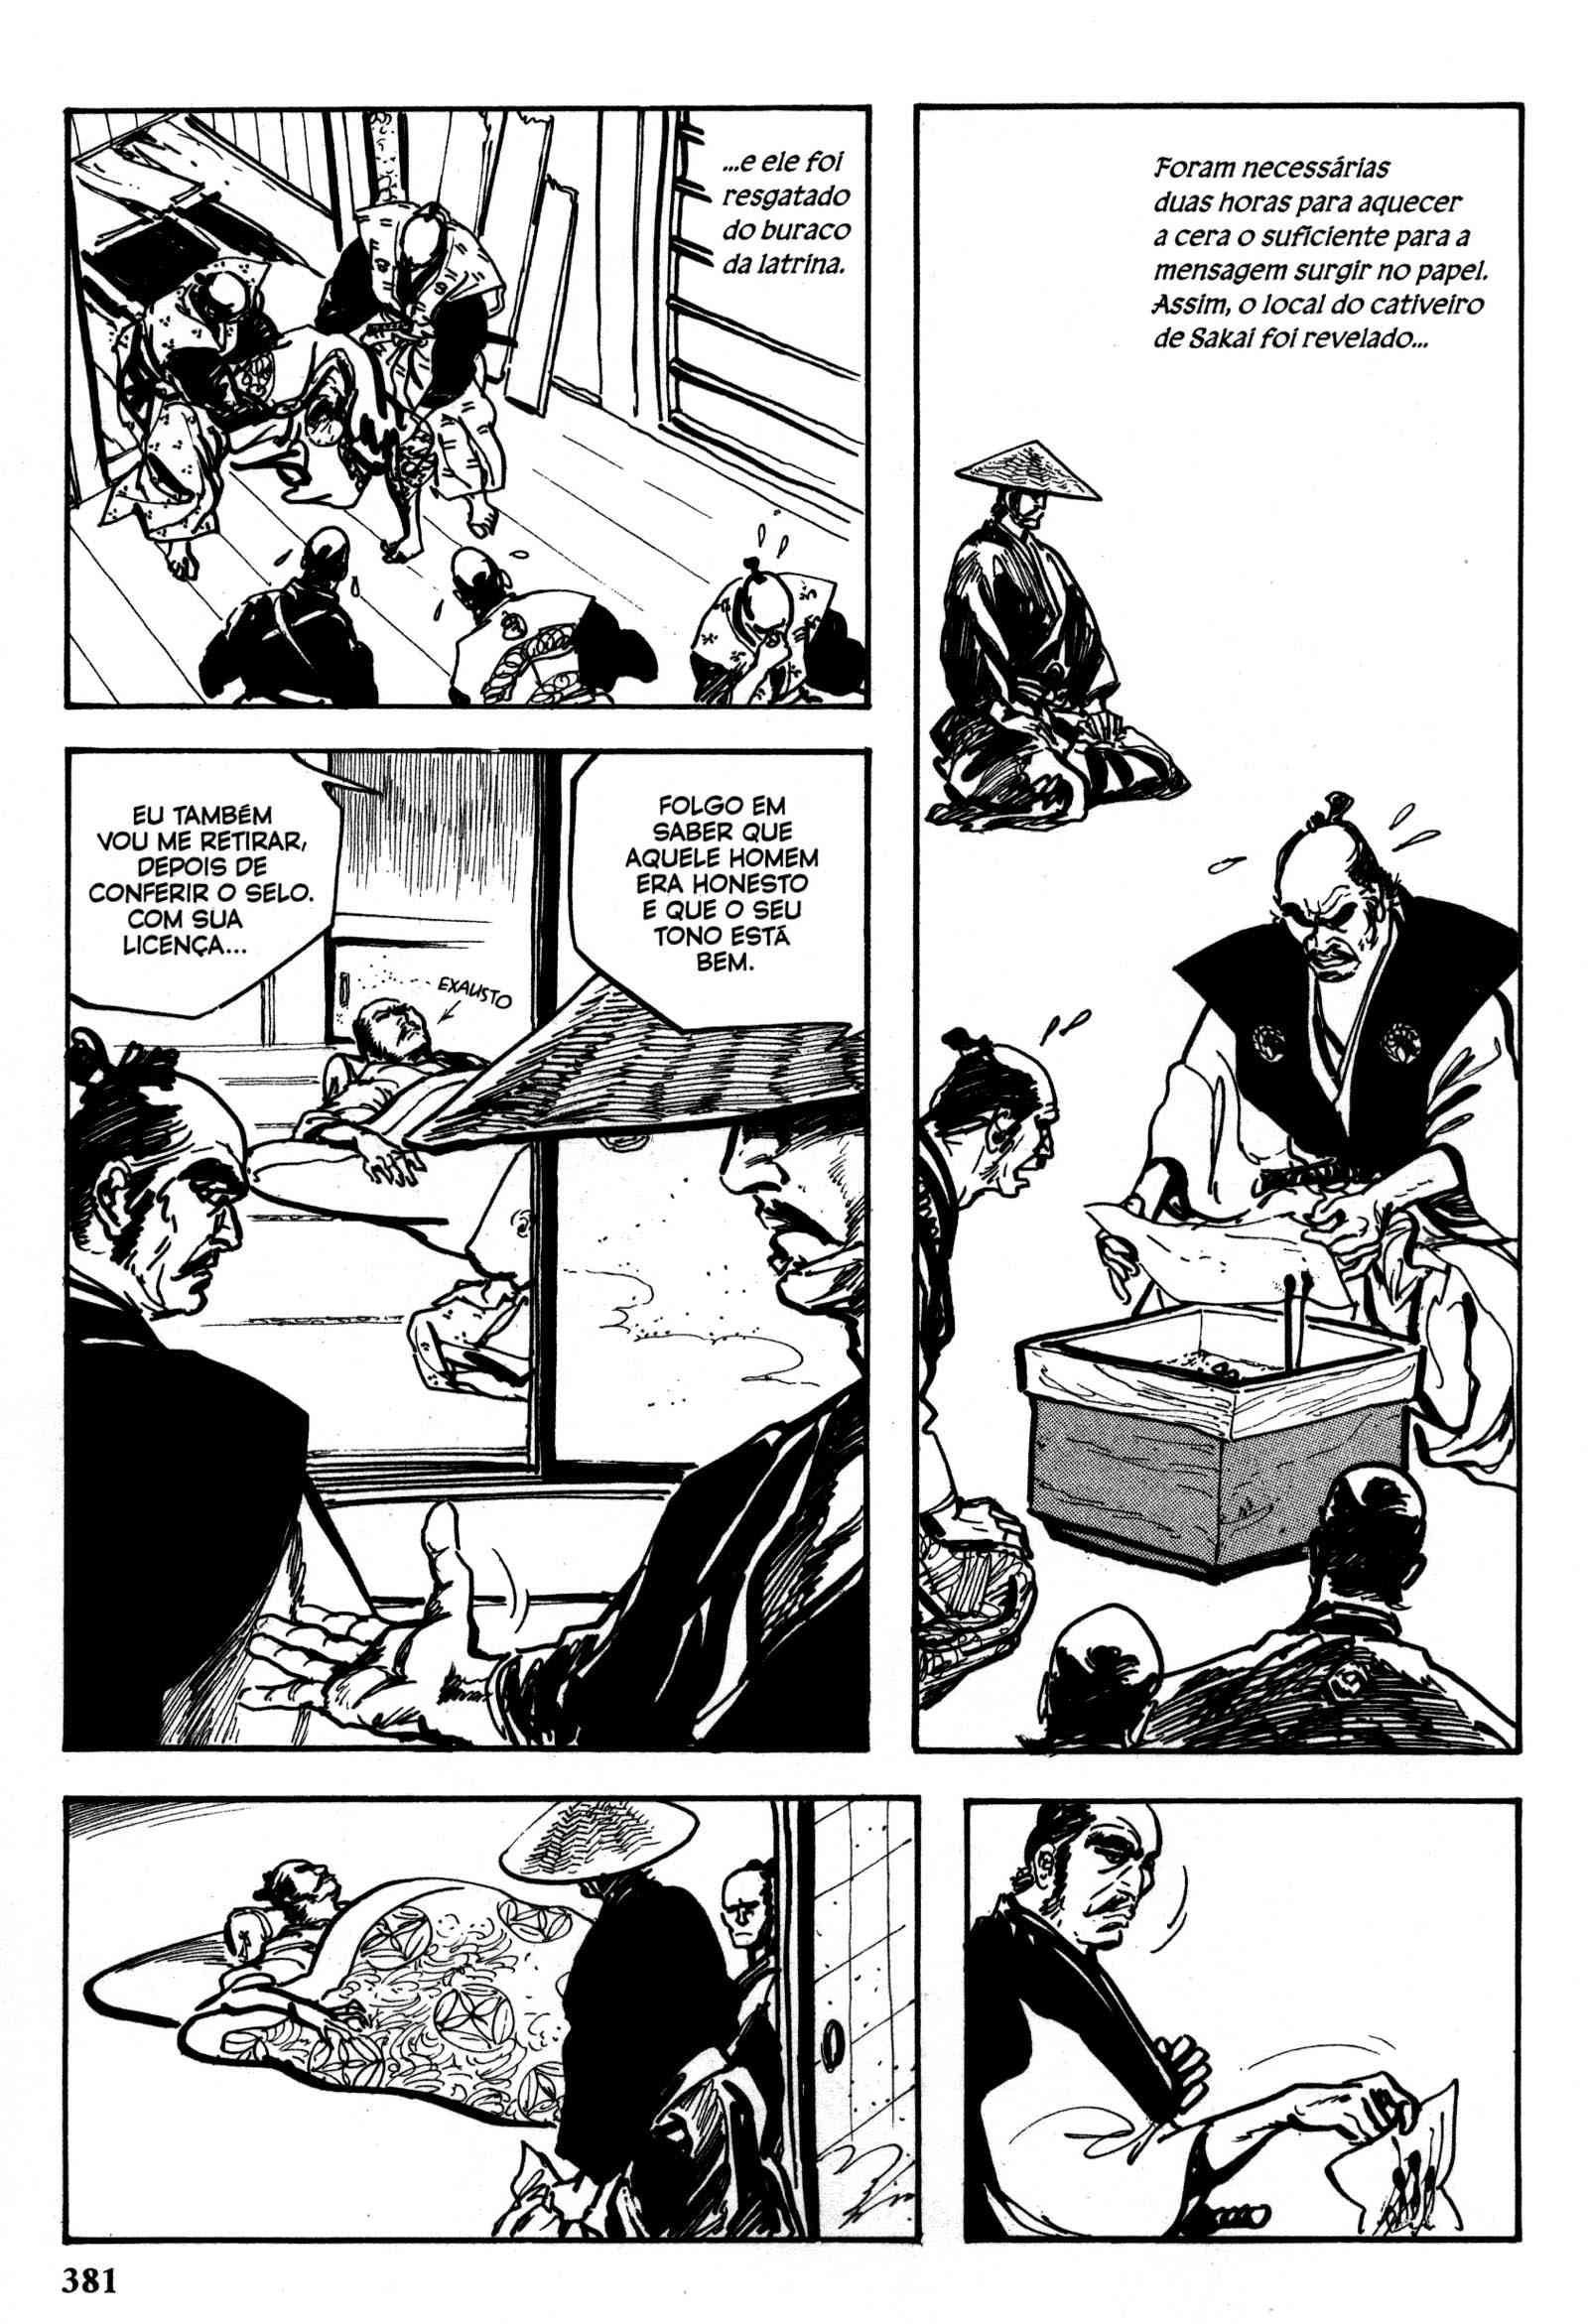 Foram necessárias
duas horas para aquecer
a cera o suficiente para a
mensagem surgir no papel.
Assim, o local do cativeiro
de Sakai foi revelado...
...e ele foi
resgatado
do buraco
da latrina.
FOLGO EM
SABER QUE
AQUELE HOMEM
ERA HONESTO
E QUE O SEU
TONO ESTÁ
BEM.
EU TAMBÉM
VOU ME RETIRAR,
DEPOIS DE
CONFERIR O SELO.
COM SUA
LICENÇA...
EXAUSTO
381